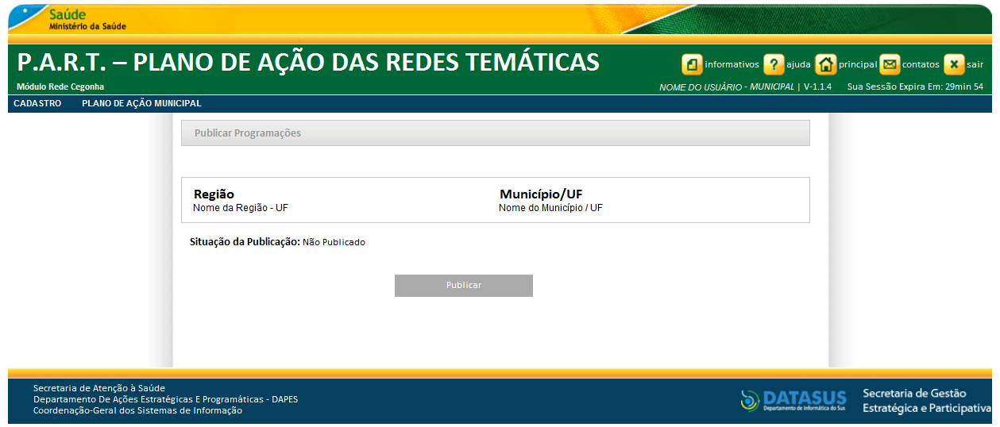 Saúde
Ministério da Saúde
P.A.R.T. – PLANO DE AÇÃO DAS REDES TEMÁTICAS
informativos ? ajuda principal contatos sair
Módulo Rede Cegonha
NOME DO USUÁRIO - MUNICIPAL | V-1.1.4 Sua Sessão Expira Em: 29min 54
CADASTRO PLANO DE AÇÃO MUNICIPAL
Publicar Programações
Região Município/UF
Nome da Região - UF Nome do Município / UF
Situação da Publicação: Não Publicado
Publicar
Secretaria de Atenção à Saúde
Departamento De Ações Estratégicas E Programáticas - DAPES
Coordenação-Geral dos Sistemas de Informação
DATASUS
Departamento de Informática do Sus
Secretaria de Gestão
Estratégica e Participativa